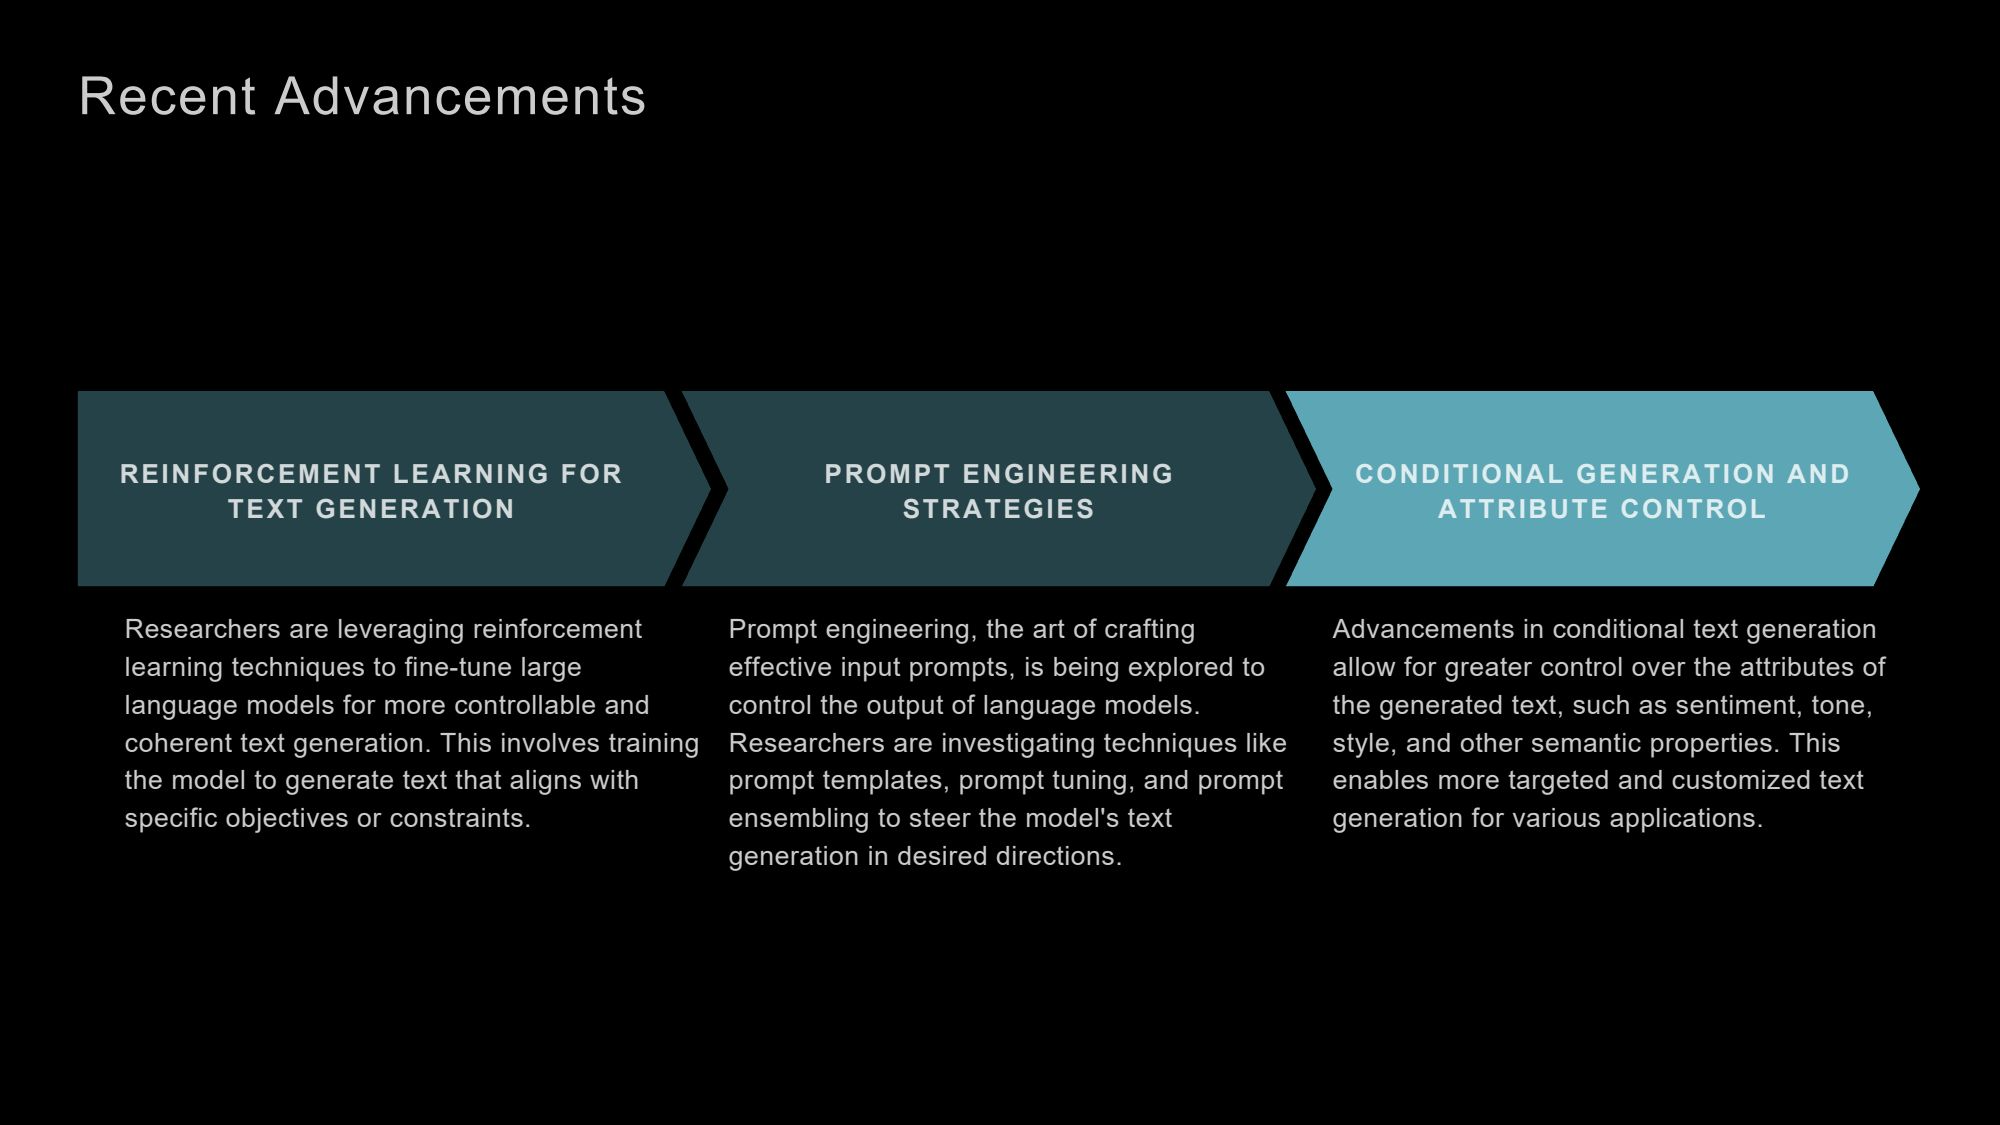 Recent Advancements
REINFORCEMENT LEARNING FOR
TEXT GENERATION
Researchers are leveraging reinforcement
learning techniques to fine-tune large
language models for more controllable and
coherent text generation. This involves training
the model to generate text that aligns with
specific objectives or constraints.
PROMPT ENGINEERING
STRATEGIES
Prompt engineering, the art of crafting
effective input prompts, is being explored to
control the output of language models.
Researchers are investigating techniques like
prompt templates, prompt tuning, and prompt
ensembling to steer the model's text
generation in desired directions.
CONDITIONAL GENERATION AND
ATTRIBUTE CONTROL
Advancements in conditional text generation
allow for greater control over the attributes of
the generated text, such as sentiment, tone,
style, and other semantic properties. This
enables more targeted and customized text
generation for various applications.